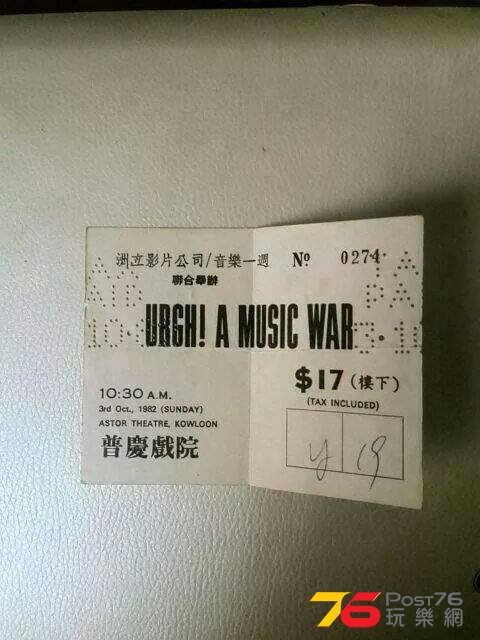 洲立影片公司/音樂一週 Nº 0274
聯合舉辦
URGH! A MUSIC WAR
$17 (樓下)
(TAX INCLUDED)
10:30 A.M.
3rd Oct., 1982 (SUNDAY)
ASTOR THEATRE, KOWLOON
普慶戲院
y 19
76 Post76
玩樂網